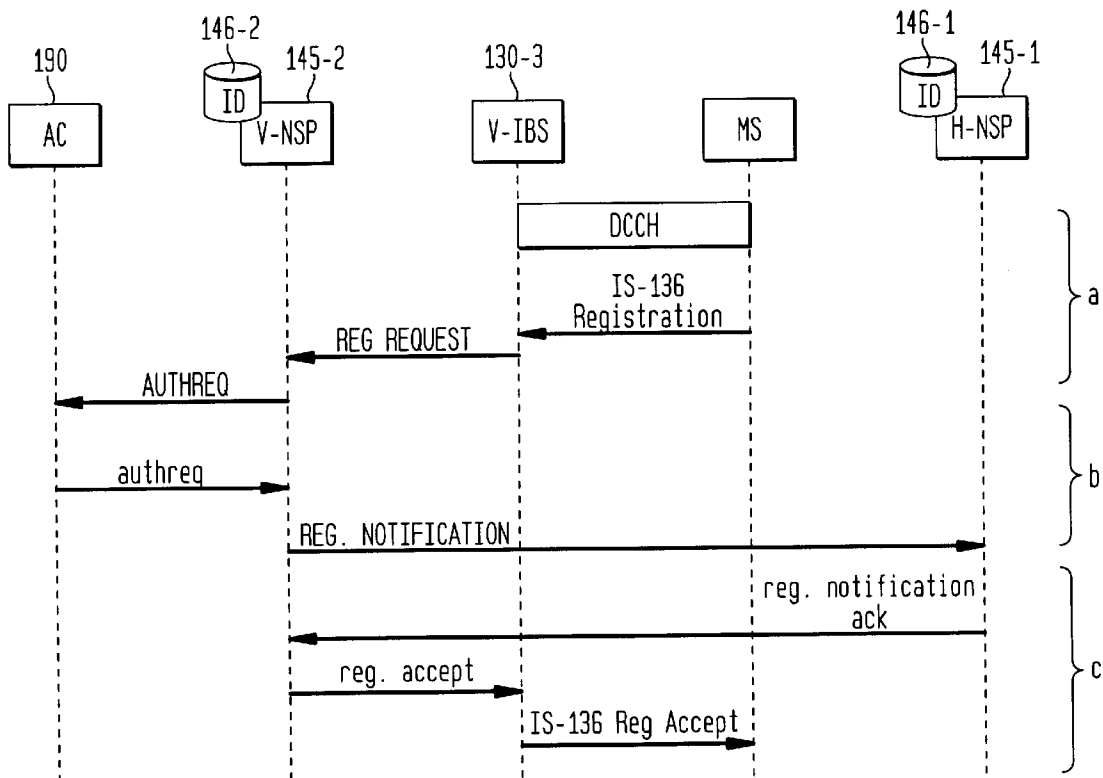 146-2
146-1
190
145-2
130-3
145-1
ID
ID
AC
V-NSP
V-IBS
MS
H-NSP
DCCH
a
IS-136
Registration
REG REQUEST
AUTHREQ
b
authreq
REG. NOTIFICATION
reg. notification
ack
c
reg. accept
IS-136 Reg Accept